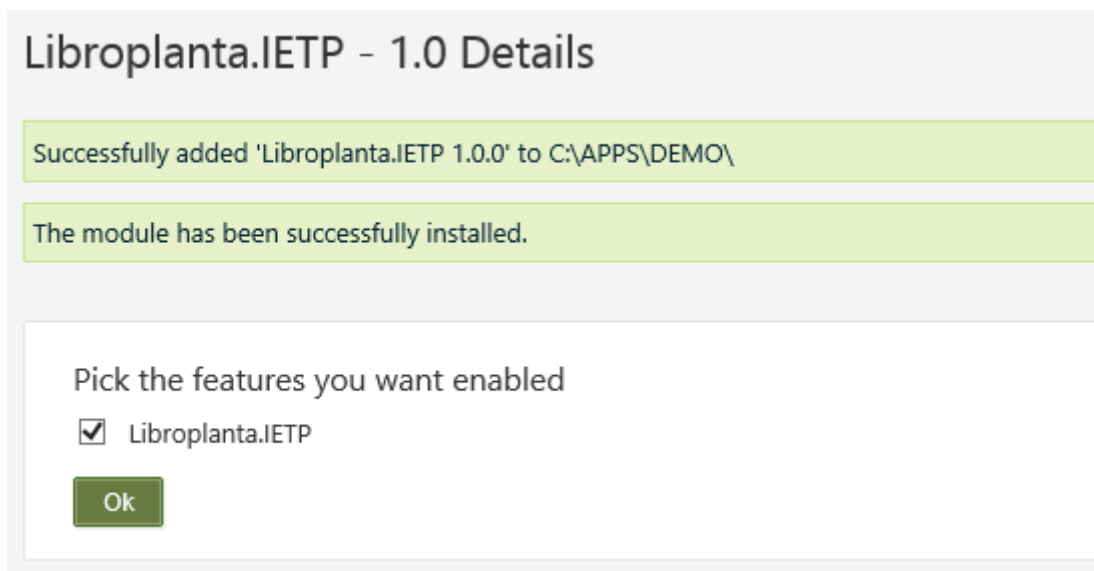 Libroplanta.IETP - 1.0 Details
Successfully added 'Libroplanta.IETP 1.0.0' to C:\APPS\DEMO\
The module has been successfully installed.
Pick the features you want enabled
Libroplanta.IETP
Ok